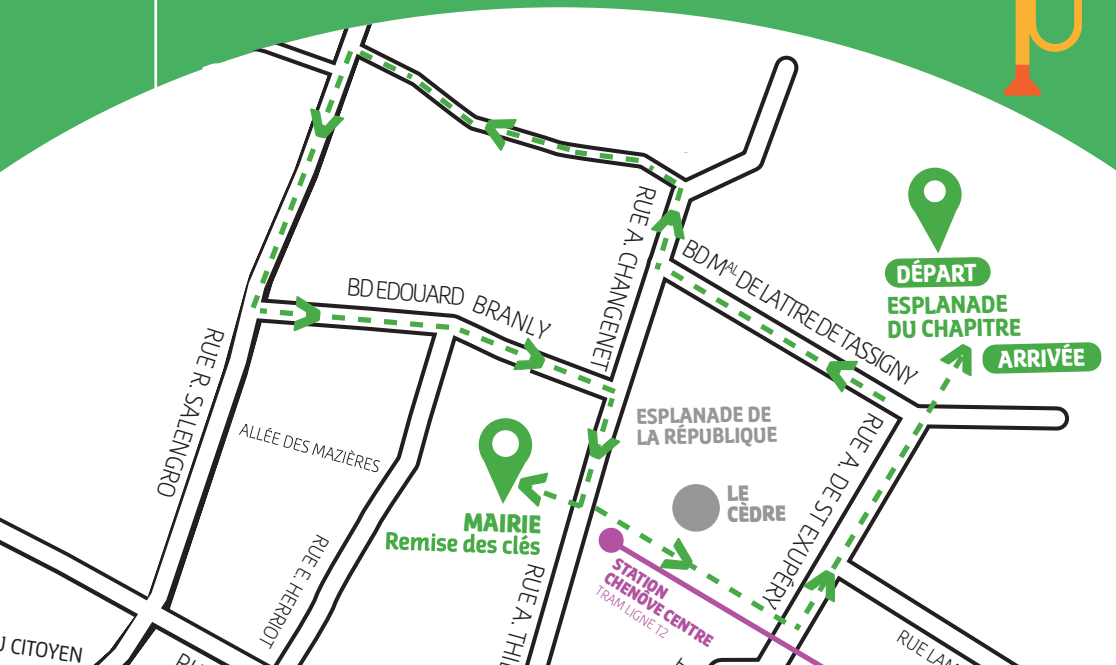 RUE A. CHANGENET
BD Mᴬᴸ DE LATTRE DE TASSIGNY
DÉPART
ESPLANADE
DU CHAPITRE
ARRIVÉE
BD EDOUARD BRANLY
RUE R. SALENGRO
ALLÉE DES MAZIÈRES
ESPLANADE DE
LA RÉPUBLIQUE
LE
CÈDRE
RUE A. DE ST EXUPÉRY
MAIRIE
Remise des clés
STATION
CHENÔVE CENTRE
TRAM LIGNE T2
RUE E. HERRIOT
RUE A. THI
CITOYEN
RUE LAM